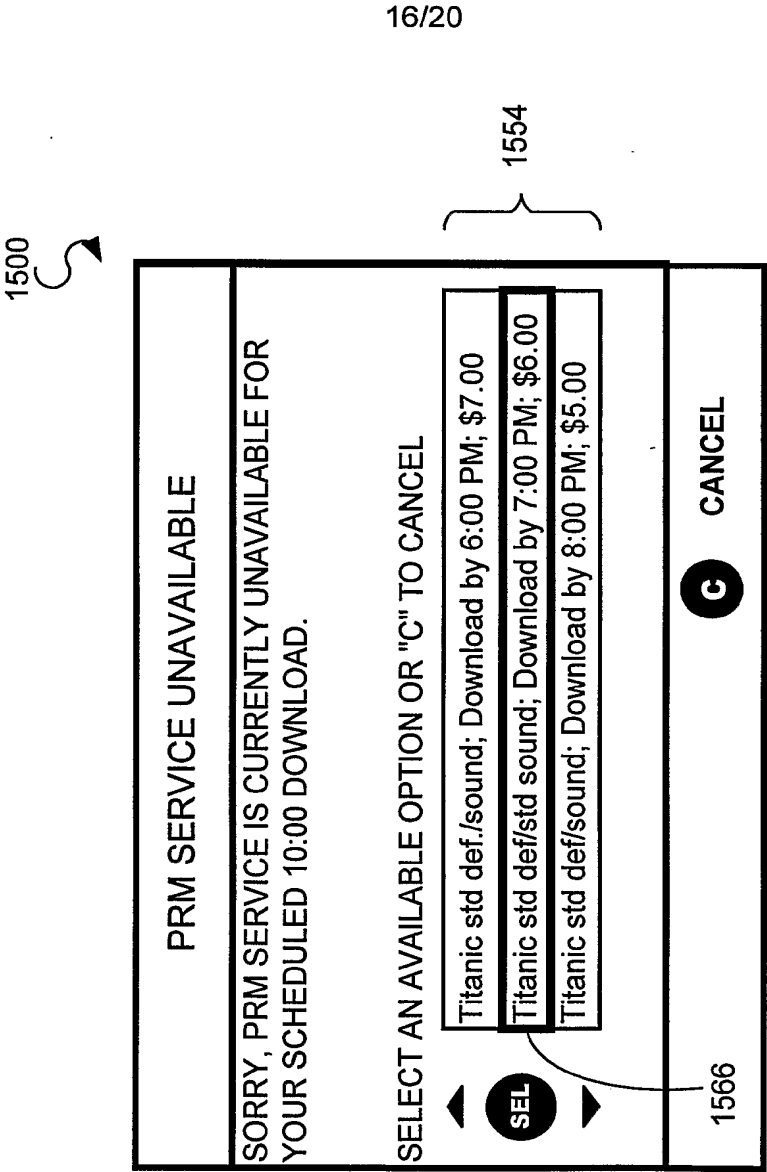 16/20
1500
PRM SERVICE UNAVAILABLE
SORRY, PRM SERVICE IS CURRENTLY UNAVAILABLE FOR
YOUR SCHEDULED 10:00 DOWNLOAD.
SELECT AN AVAILABLE OPTION OR "C" TO CANCEL
Titanic std def./sound; Download by 6:00 PM; $7.00
SEL
Titanic std def/std sound; Download by 7:00 PM; $6.00
Titanic std def/sound; Download by 8:00 PM; $5.00
1554
1566
C CANCEL